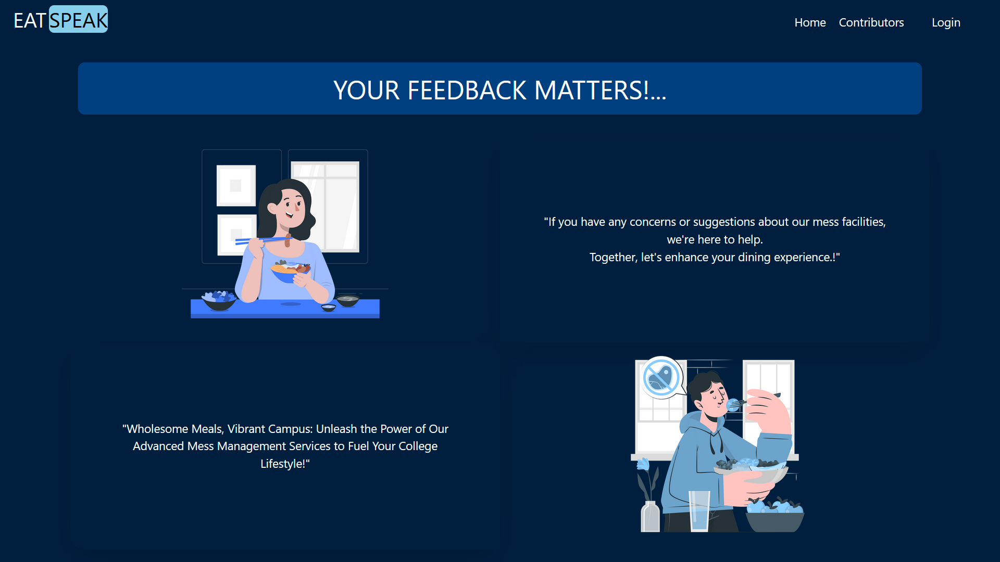 EAT SPEAK
Home Contributors Login
YOUR FEEDBACK MATTERS!...
"If you have any concerns or suggestions about our mess facilities,
we're here to help.
Together, let's enhance your dining experience.!"
"Wholesome Meals, Vibrant Campus: Unleash the Power of Our
Advanced Mess Management Services to Fuel Your College
Lifestyle!"